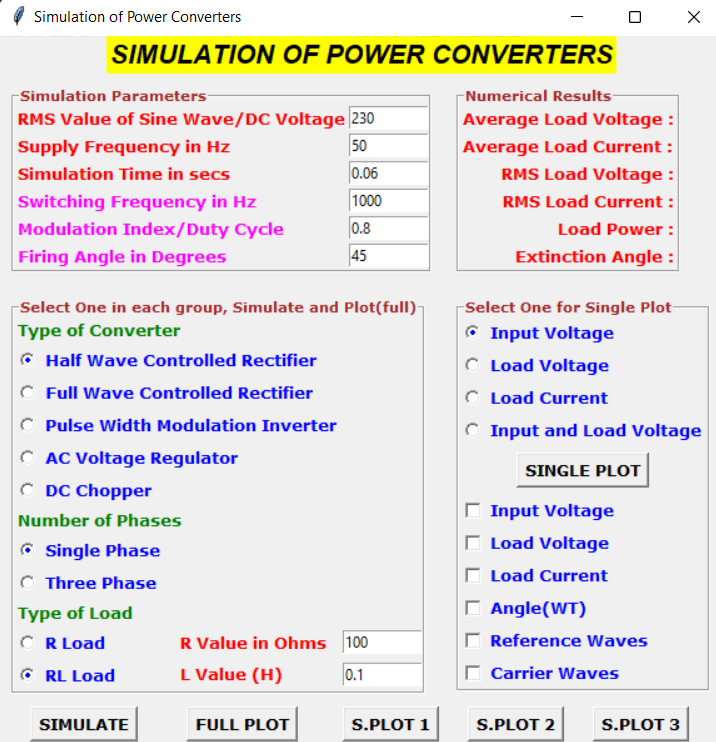 Simulation of Power Converters
SIMULATION OF POWER CONVERTERS
Simulation Parameters
RMS Value of Sine Wave/DC Voltage 230
Supply Frequency in Hz 50
Simulation Time in secs 0.06
Switching Frequency in Hz 1000
Modulation Index/Duty Cycle 0.8
Firing Angle in Degrees 45
Numerical Results
Average Load Voltage :
Average Load Current :
RMS Load Voltage :
RMS Load Current :
Load Power :
Extinction Angle :
Select One in each group, Simulate and Plot(full)
Type of Converter
Half Wave Controlled Rectifier
Full Wave Controlled Rectifier
Pulse Width Modulation Inverter
AC Voltage Regulator
DC Chopper
Number of Phases
Single Phase
Three Phase
Type of Load
R Load R Value in Ohms 100
RL Load L Value (H) 0.1
Select One for Single Plot
Input Voltage
Load Voltage
Load Current
Input and Load Voltage
SINGLE PLOT
Input Voltage
Load Voltage
Load Current
Angle(WT)
Reference Waves
Carrier Waves
SIMULATE FULL PLOT S.PLOT 1 S.PLOT 2 S.PLOT 3